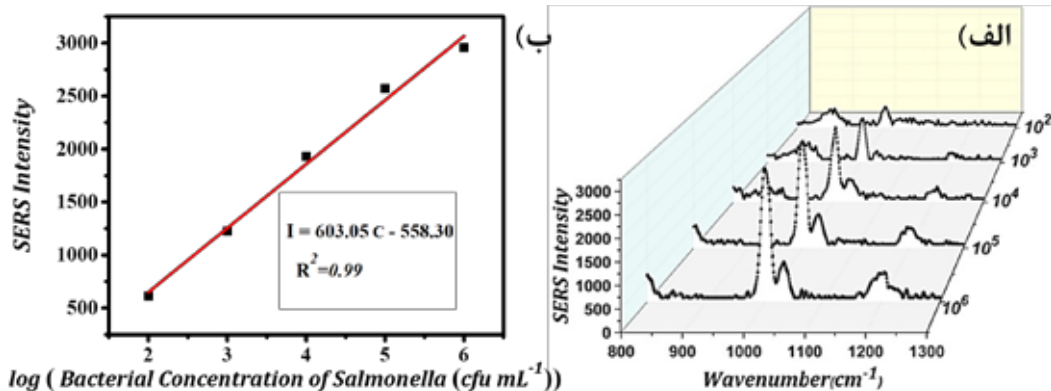 ب)
SERS Intensity
3000
2500
2000
1500
1000
500
I = 603.05 C - 558.30
R²=0.99
2 3 4 5 6
log ( Bacterial Concentration of Salmonella (cfu mL⁻¹))
الف)
10²
10³
10⁴
10⁵
10⁶
SERS Intensity
3000
2500
2000
1500
1000
500
0
800 900 1000 1100 1200 1300
Wavenumber(cm⁻¹)